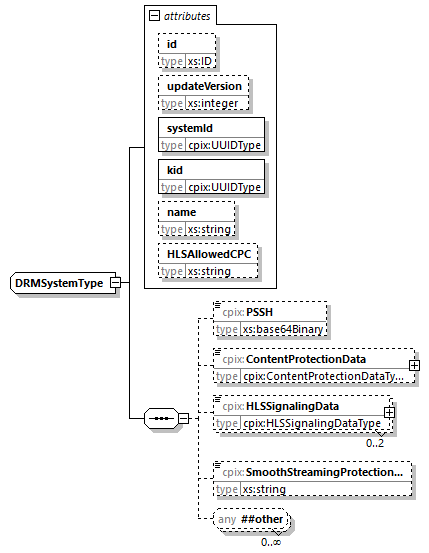 attributes
id
type xs:ID
updateVersion
type xs:integer
systemId
type cpix:UUIDType
kid
type cpix:UUIDType
name
type xs:string
HLSAllowedCPC
type xs:string
DRMSystemType
cpix:PSSH
type xs:base64Binary
cpix:ContentProtectionData
type cpix:ContentProtectionDataTy...
cpix:HLSSignalingData
type cpix:HLSSignalingDataType
0..2
cpix:SmoothStreamingProtection...
type xs:string
any ##other
0..∞